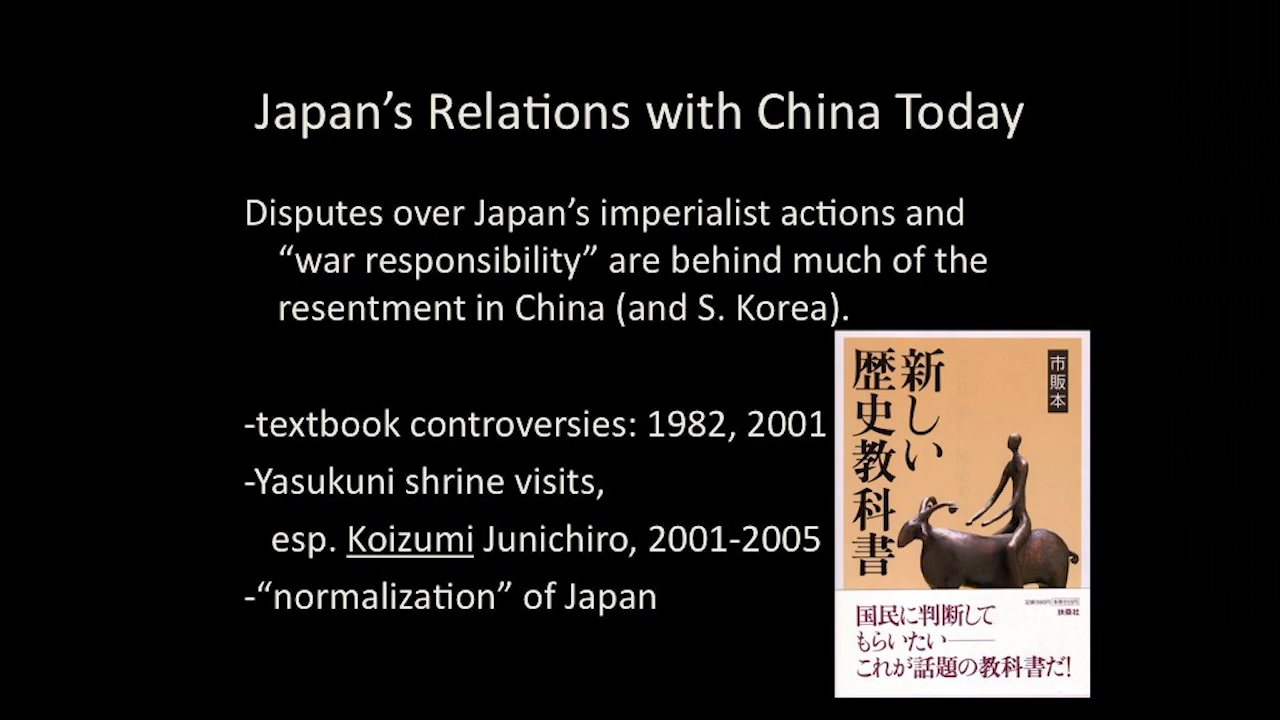 Japan’s Relations with China Today
Disputes over Japan’s imperialist actions and
“war responsibility” are behind much of the
resentment in China (and S. Korea).
-textbook controversies: 1982, 2001
-Yasukuni shrine visits,
esp. Koizumi Junichiro, 2001-2005
-“normalization” of Japan
市販本
新しい
歴史教科書
扶桑社
国民に判断して
もらいたい——
これが話題の教科書だ!